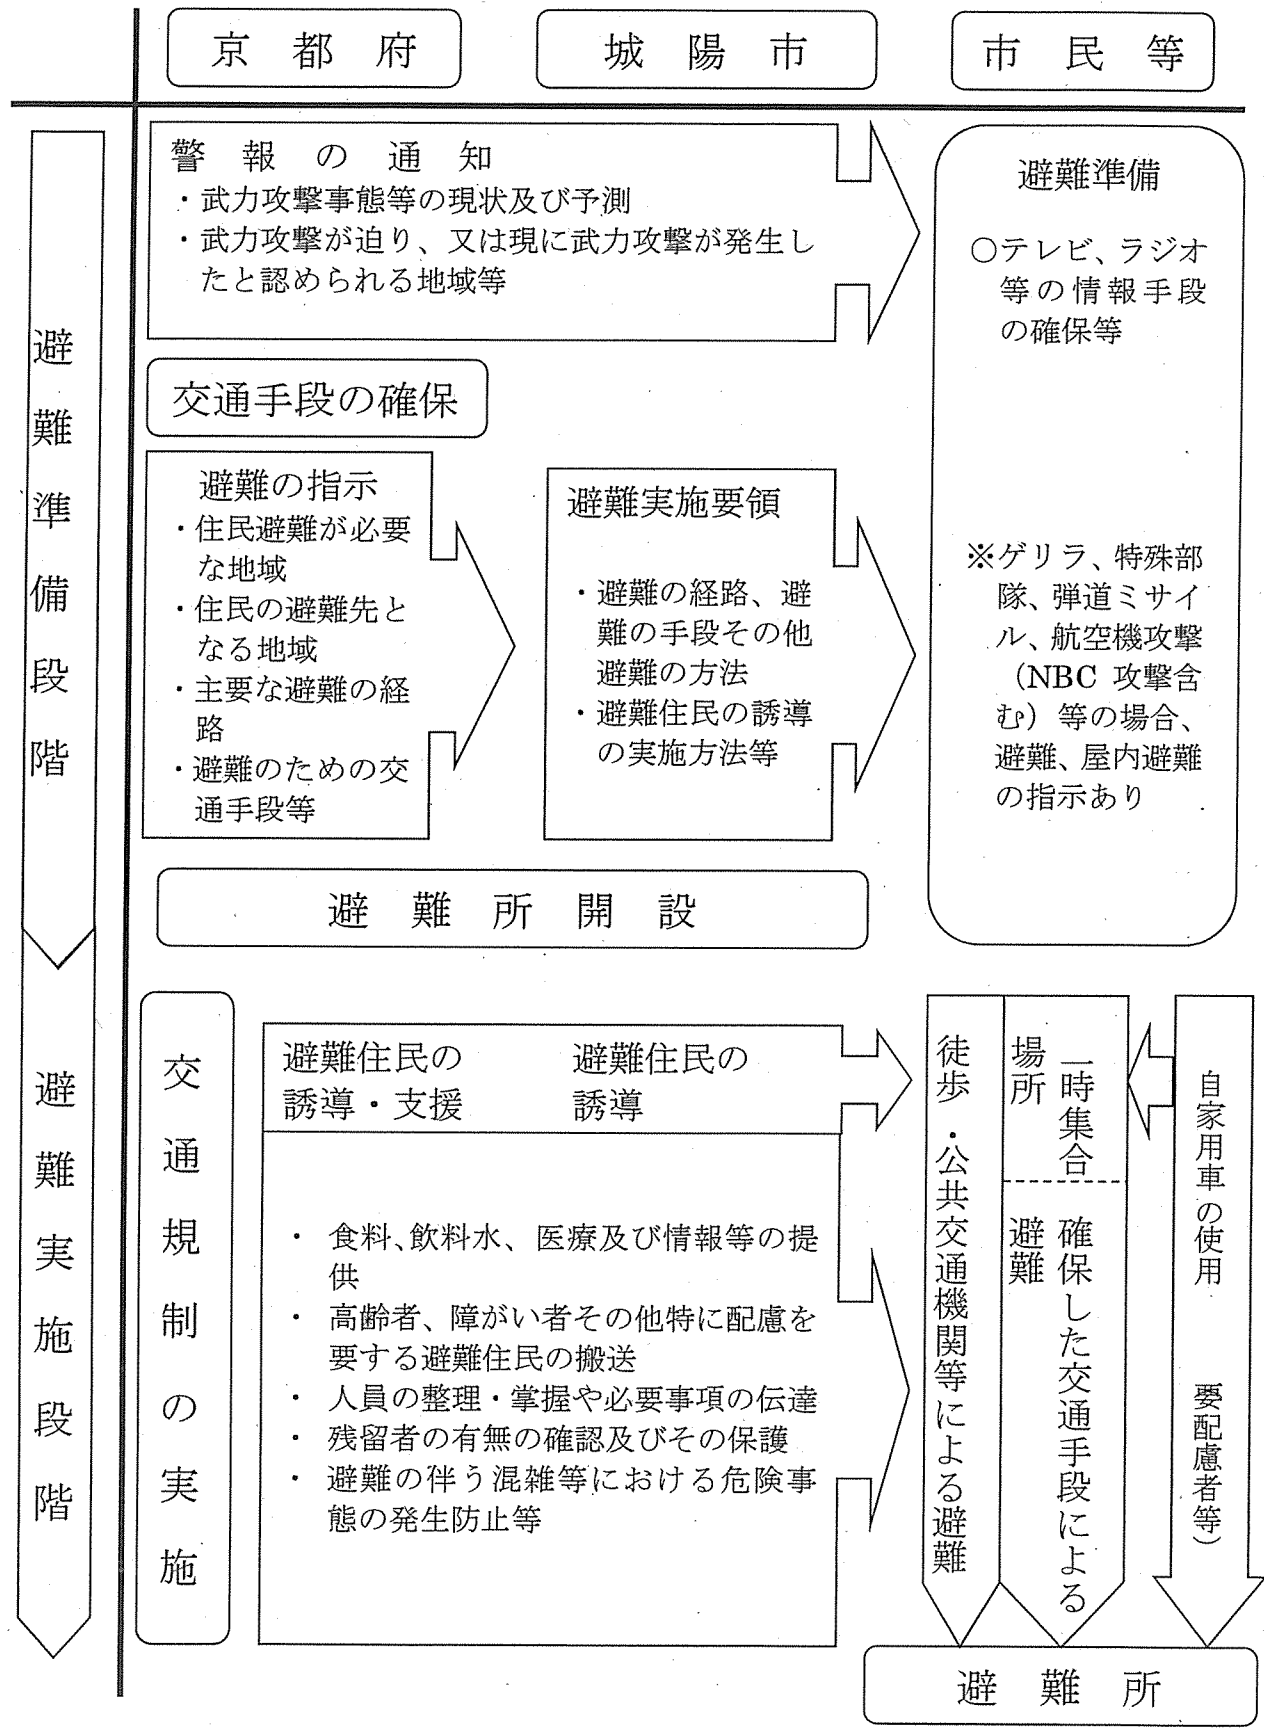 京都府
城陽市
市民等
避難準備段階
避難実施段階
警報の通知
・武力攻撃事態等の現状及び予測
・武力攻撃が迫り、又は現に武力攻撃が発生し
たと認められる地域等
交通手段の確保
避難の指示
・住民避難が必要
な地域
・住民の避難先と
なる地域
・主要な避難の経
路
・避難のための交
通手段等
避難実施要領
・避難の経路、避
難の手段その他
避難の方法
・避難住民の誘導
の実施方法等
避難準備
○テレビ、ラジオ
等の情報手段
の確保等
※ゲリラ、特殊部
隊、弾道ミサイ
ル、航空機攻撃
（NBC 攻撃含
む）等の場合、
避難、屋内避難
の指示あり
避難所開設
交通規制の実施
避難住民の
誘導・支援
避難住民の
誘導
・ 食料、飲料水、医療及び情報等の提
供
・ 高齢者、障がい者その他特に配慮を
要する避難住民の搬送
・ 人員の整理・掌握や必要事項の伝達
・ 残留者の有無の確認及びその保護
・ 避難の伴う混雑等における危険事
態の発生防止等
徒歩・公共交通機関等による避難
一時集合
場所
確保した交通手段による
避難
自家用車の使用
要配慮者等）
避難所